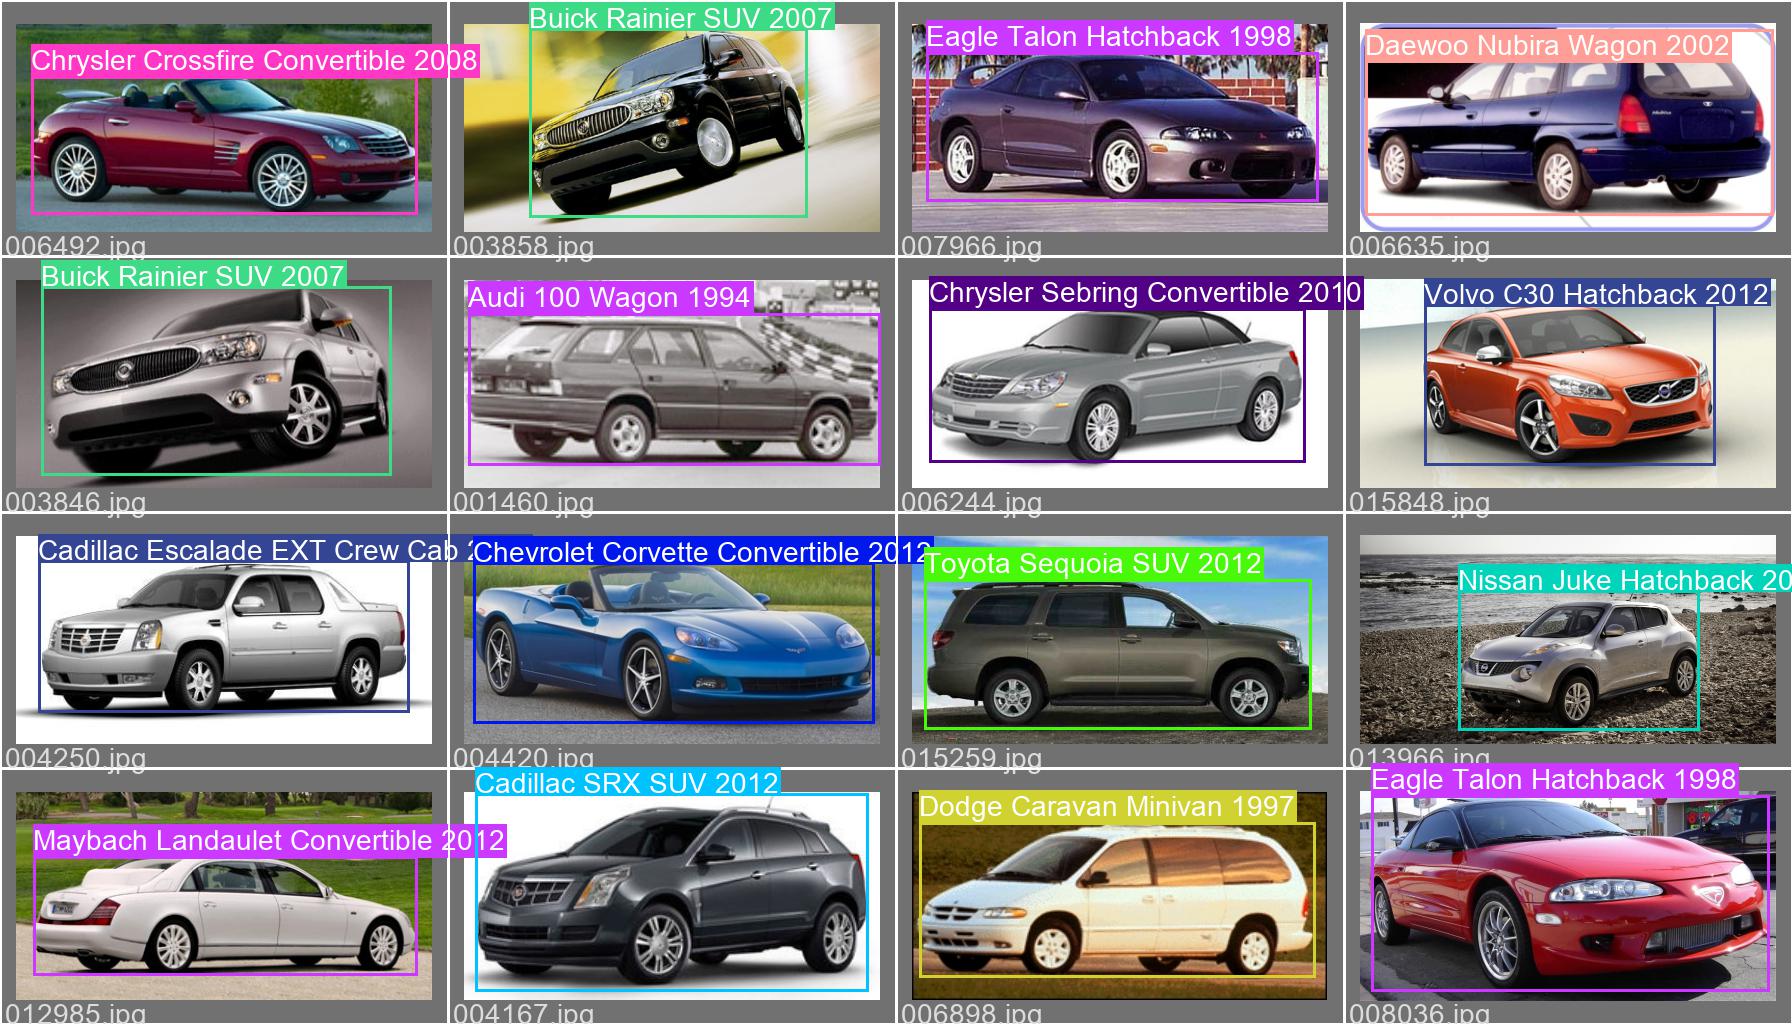 Chrysler Crossfire Convertible 2008
Buick Rainier SUV 2007
Eagle Talon Hatchback 1998
Daewoo Nubira Wagon 2002
006492.jpg
003858.jpg
007966.jpg
006635.jpg
Buick Rainier SUV 2007
Audi 100 Wagon 1994
Chrysler Sebring Convertible 2010
Volvo C30 Hatchback 2012
003846.jpg
001460.jpg
006244.jpg
015848.jpg
Cadillac Escalade EXT Crew Cab 2
Chevrolet Corvette Convertible 2012
Toyota Sequoia SUV 2012
Nissan Juke Hatchback 20
004250.jpg
004420.jpg
015259.jpg
013966.jpg
Maybach Landaulet Convertible 2012
Cadillac SRX SUV 2012
Dodge Caravan Minivan 1997
Eagle Talon Hatchback 1998
012985.jpg
004167.jpg
006898.jpg
008036.jpg